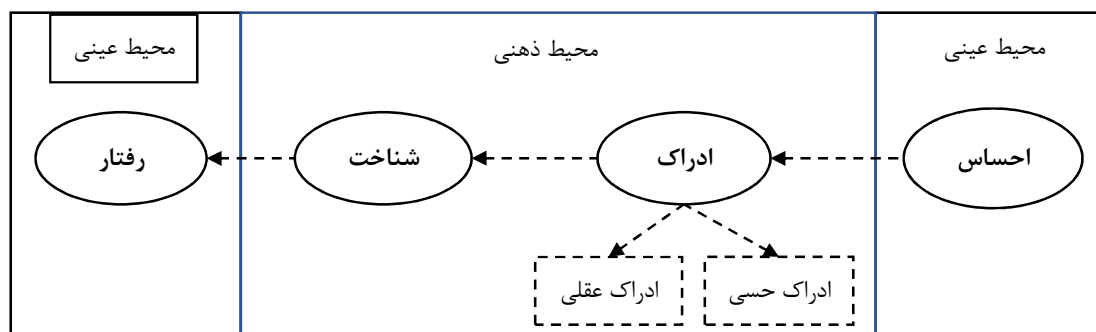 محیط عینی
محیط ذهنی
محیط عینی
احساس
ادراک
شناخت
رفتار
ادراک حسی
ادراک عقلی